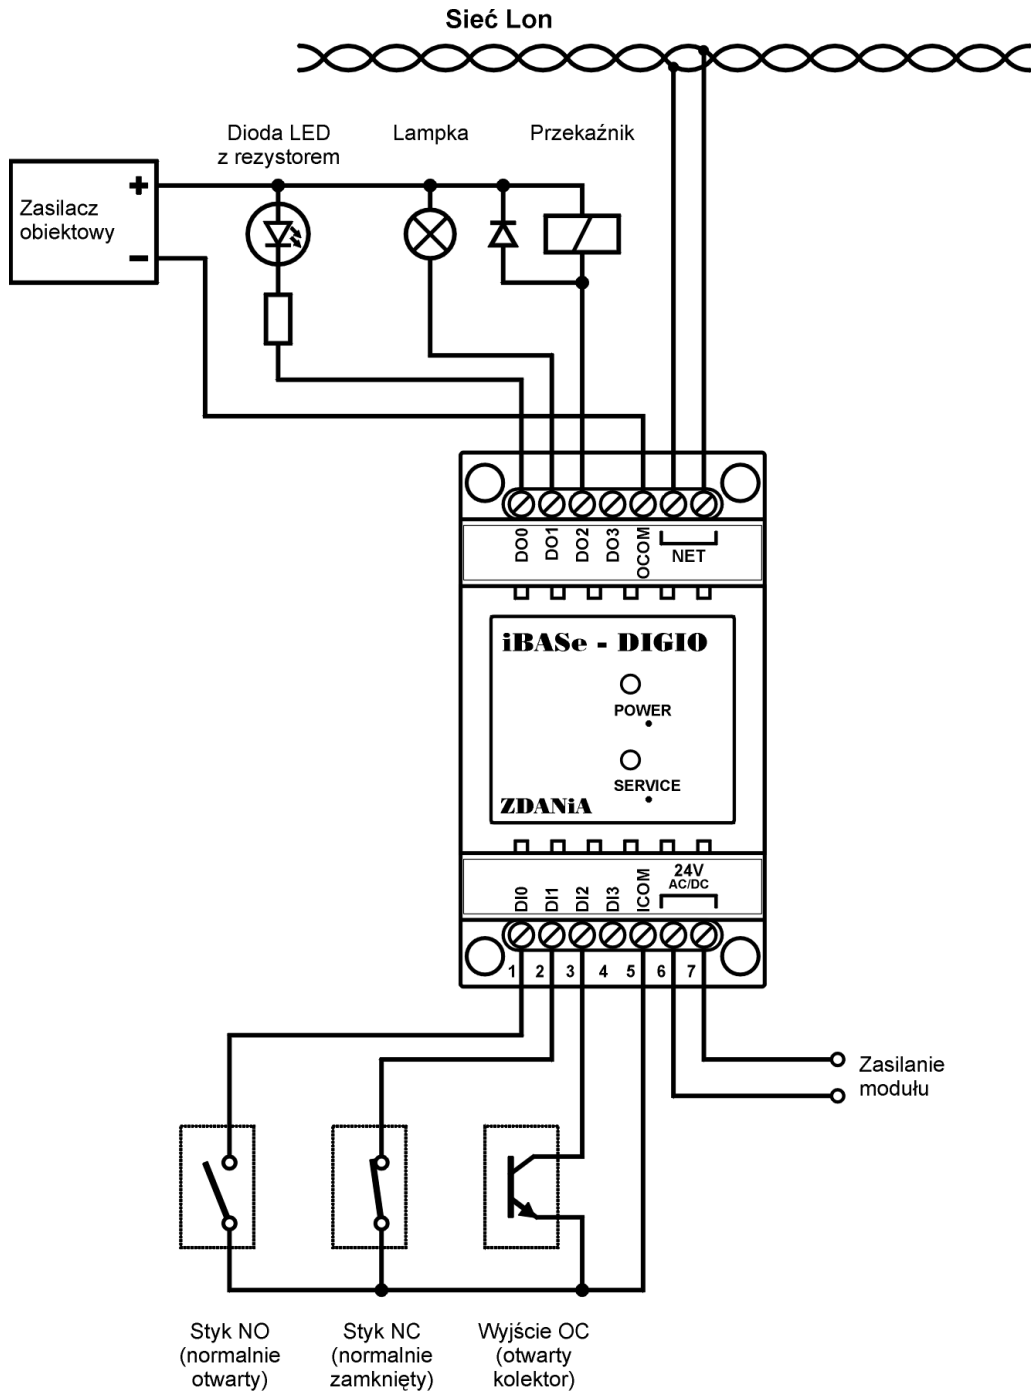 Sieć Lon
Dioda LED
z rezystorem
Lampka
Przekaźnik
Zasilacz
obiektowy
+
-
DO0
DO1
DO2
DO3
OCOM
NET
iBASe - DIGIO
POWER
SERVICE
ZDANiA
DI0
DI1
DI2
DI3
ICOM
24V
AC/DC
1
2
3
4
5
6
7
Zasilanie
modułu
Styk NO
(normalnie
otwarty)
Styk NC
(normalnie
zamknięty)
Wyjście OC
(otwarty
kolektor)